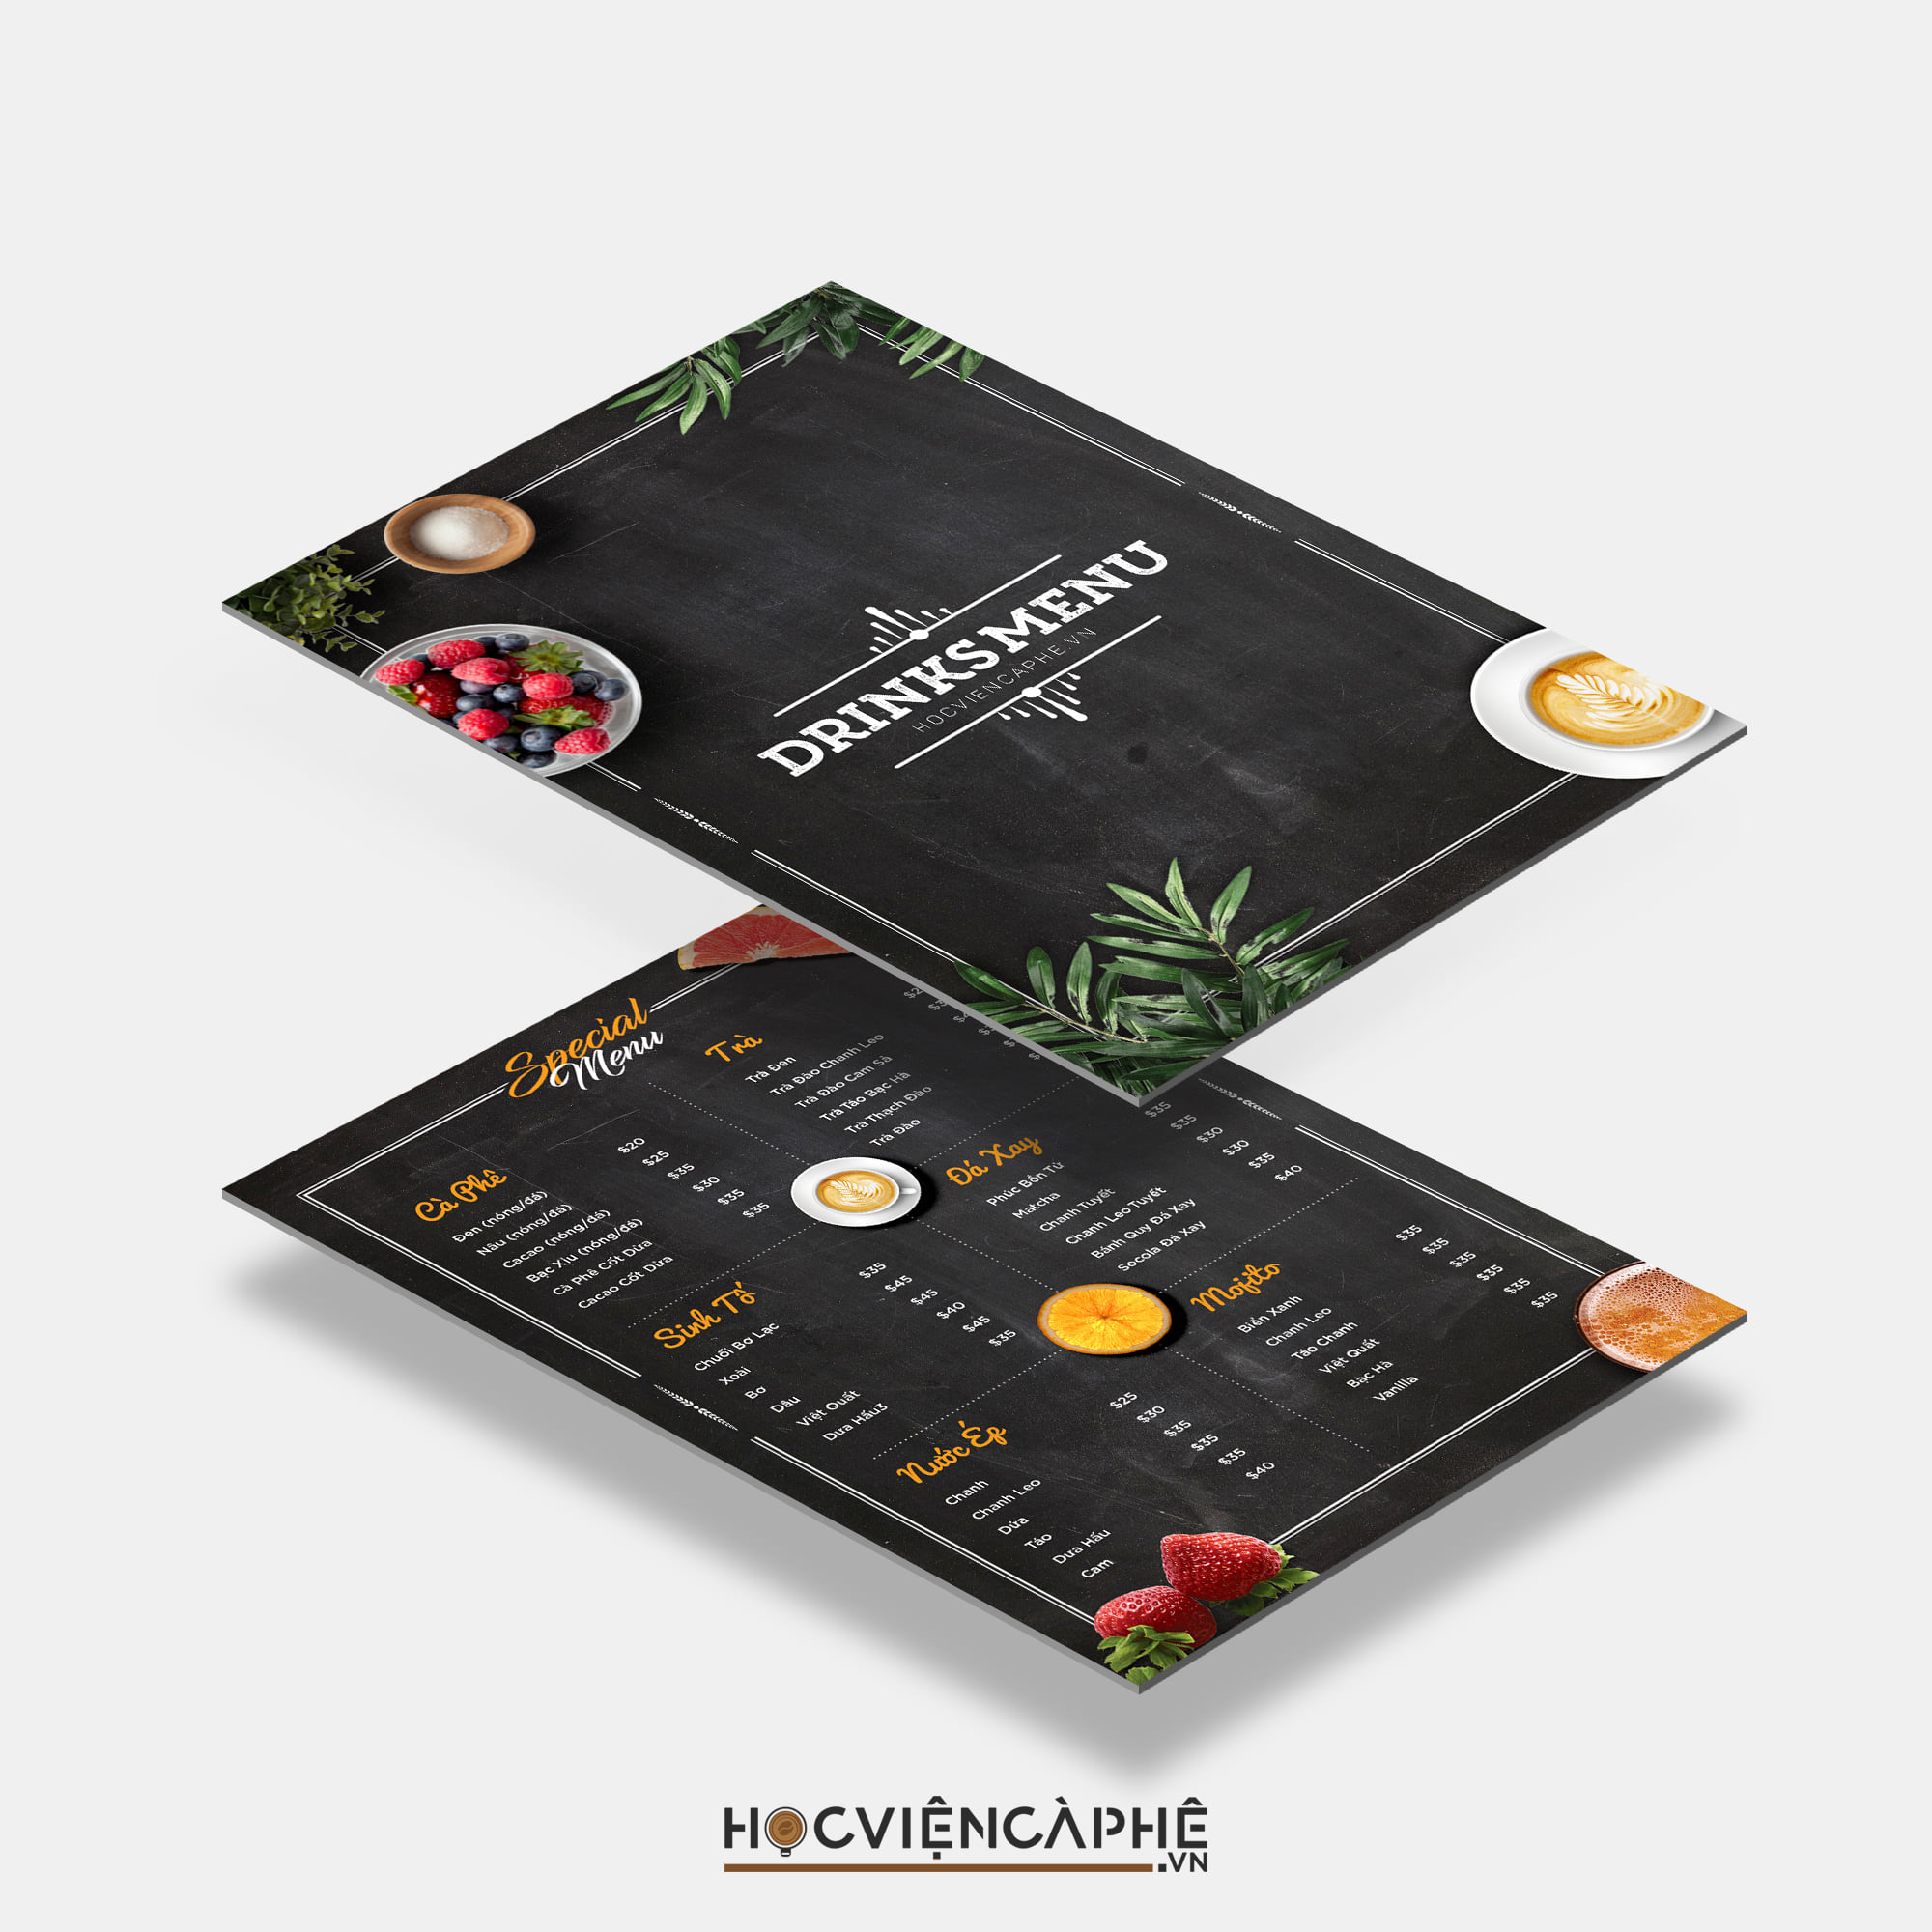 DRINKS MENU
HOCVIENCAPHE.VN
Special
Menu
Cà Phê
Đen (nóng/đá) $20
Nâu (nóng/đá) $25
Cacao (nóng/đá) $35
Bạc Xỉu (nóng/đá) $30
Cà Phê Cốt Dừa $35
Cacao Cốt Dừa $35
Trà
Trà Đen
Trà Đào Chanh Leo
Trà Đào Cam Sả
Trà Táo Bạc Hà
Trà Thạch Đào
Trà Đào
Sinh Tố
Chuối Bơ Lạc $35
Xoài $45
Bơ $45
Dâu $40
Việt Quất $45
Dưa Hấu3 $35
Đá Xay
Phúc Bồn Tử $35
Matcha $35
Chanh Tuyết $30
Chanh Leo Tuyết $30
Bánh Quy Đá Xay $35
Socola Đá Xay $40
Nước Ép
Chanh $25
Chanh Leo $30
Dứa $35
Táo $35
Dưa Hấu $35
Cam $40
Mojito
Biển Xanh $35
Chanh Leo $35
Táo Chanh $35
Việt Quất $35
Bạc Hà $35
Vanilla $35
HỌCVIỆNCÀPHÊ
.VN